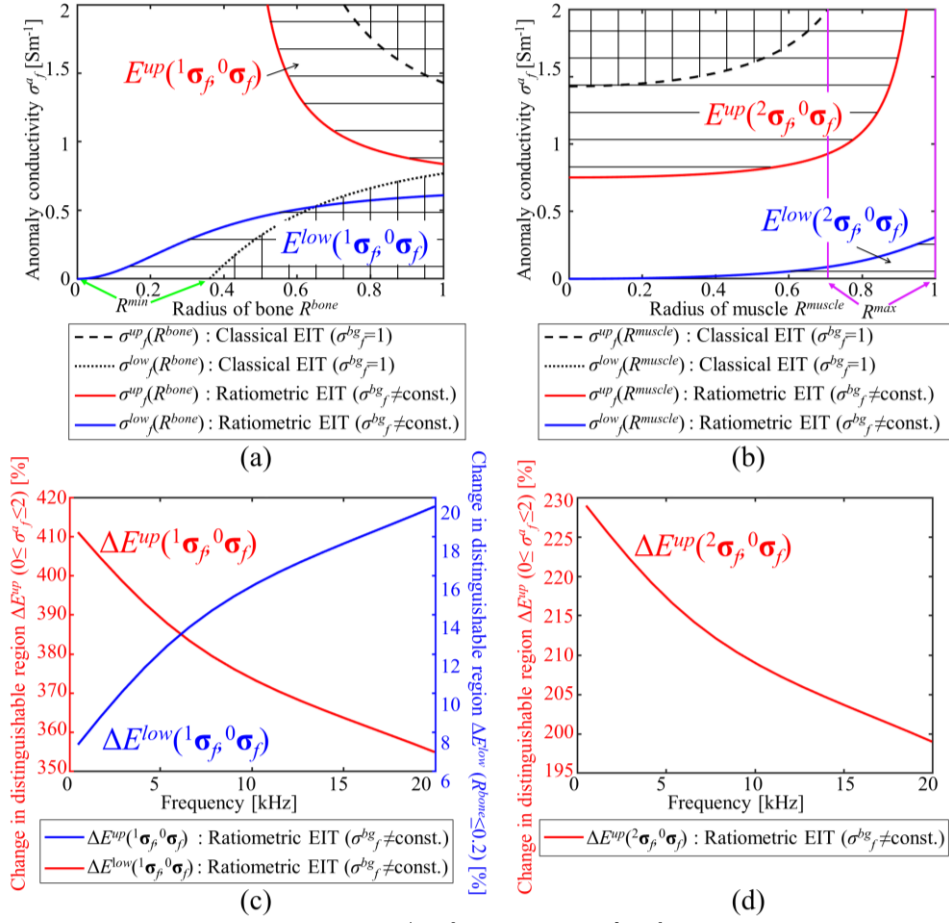 Anomaly conductivity σᵃ_f [Sm⁻¹]
2
1.5
1
0.5
0
E^up(¹σ_f, ⁰σ_f)
E^low(¹σ_f, ⁰σ_f)
R^min
0 0.2 0.4 0.6 0.8 1
Radius of bone R^bone
σ^up_f(R^bone) : Classical EIT (σ^bg_f=1)
σ^low_f(R^bone) : Classical EIT (σ^bg_f=1)
σ^up_f(R^bone) : Ratiometric EIT (σ^bg_f≠const.)
σ^low_f(R^bone) : Ratiometric EIT (σ^bg_f≠const.)
(a)
Anomaly conductivity σᵃ_f [Sm⁻¹]
2
1.5
1
0.5
0
E^up(²σ_f, ⁰σ_f)
E^low(²σ_f, ⁰σ_f)
0 0.2 0.4 0.6 0.8 1
Radius of muscle R^muscle
R^max
σ^up_f(R^muscle) : Classical EIT (σ^bg_f=1)
σ^low_f(R^muscle) : Classical EIT (σ^bg_f=1)
σ^up_f(R^muscle) : Ratiometric EIT (σ^bg_f≠const.)
σ^low_f(R^muscle) : Ratiometric EIT (σ^bg_f≠const.)
(b)
Change in distinguishable region ΔE^up (0≤ σᵃ_f≤2) [%]
420
410
400
390
380
370
360
350
ΔE^up(¹σ_f, ⁰σ_f)
ΔE^low(¹σ_f, ⁰σ_f)
20
18
16
14
12
10
8
6
Change in distinguishable region ΔE^low (R^bone≤0.2) [%]
0 5 10 15 20
Frequency [kHz]
ΔE^up(¹σ_f, ⁰σ_f) : Ratiometric EIT (σ^bg_f≠const.)
ΔE^low(¹σ_f, ⁰σ_f) : Ratiometric EIT (σ^bg_f≠const.)
(c)
Change in distinguishable region ΔE^up (0≤ σᵃ_f≤2) [%]
230
225
220
215
210
205
200
195
ΔE^up(²σ_f, ⁰σ_f)
0 5 10 15 20
Frequency [kHz]
ΔE^up(²σ_f, ⁰σ_f) : Ratiometric EIT (σ^bg_f≠const.)
(d)